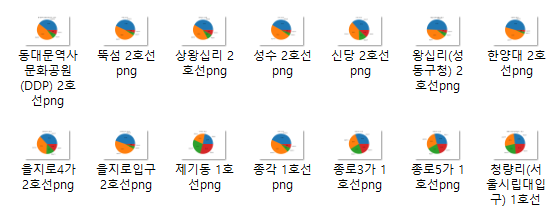 동대문역사 뚝섬 2호선 상왕십리 2 성수 2호선 신당 2호선 왕십리(성 한양대 2호
문화공원 png 호선png png png 동구청) 2 선png
(DDP) 2호 호선png
선png
을지로4가 을지로입구 제기동 1호 종각 1호선 종로3가 1 종로5가 1 청량리(서
2호선png 2호선png 선png png 호선png 호선png 울시립대입
구) 1호선